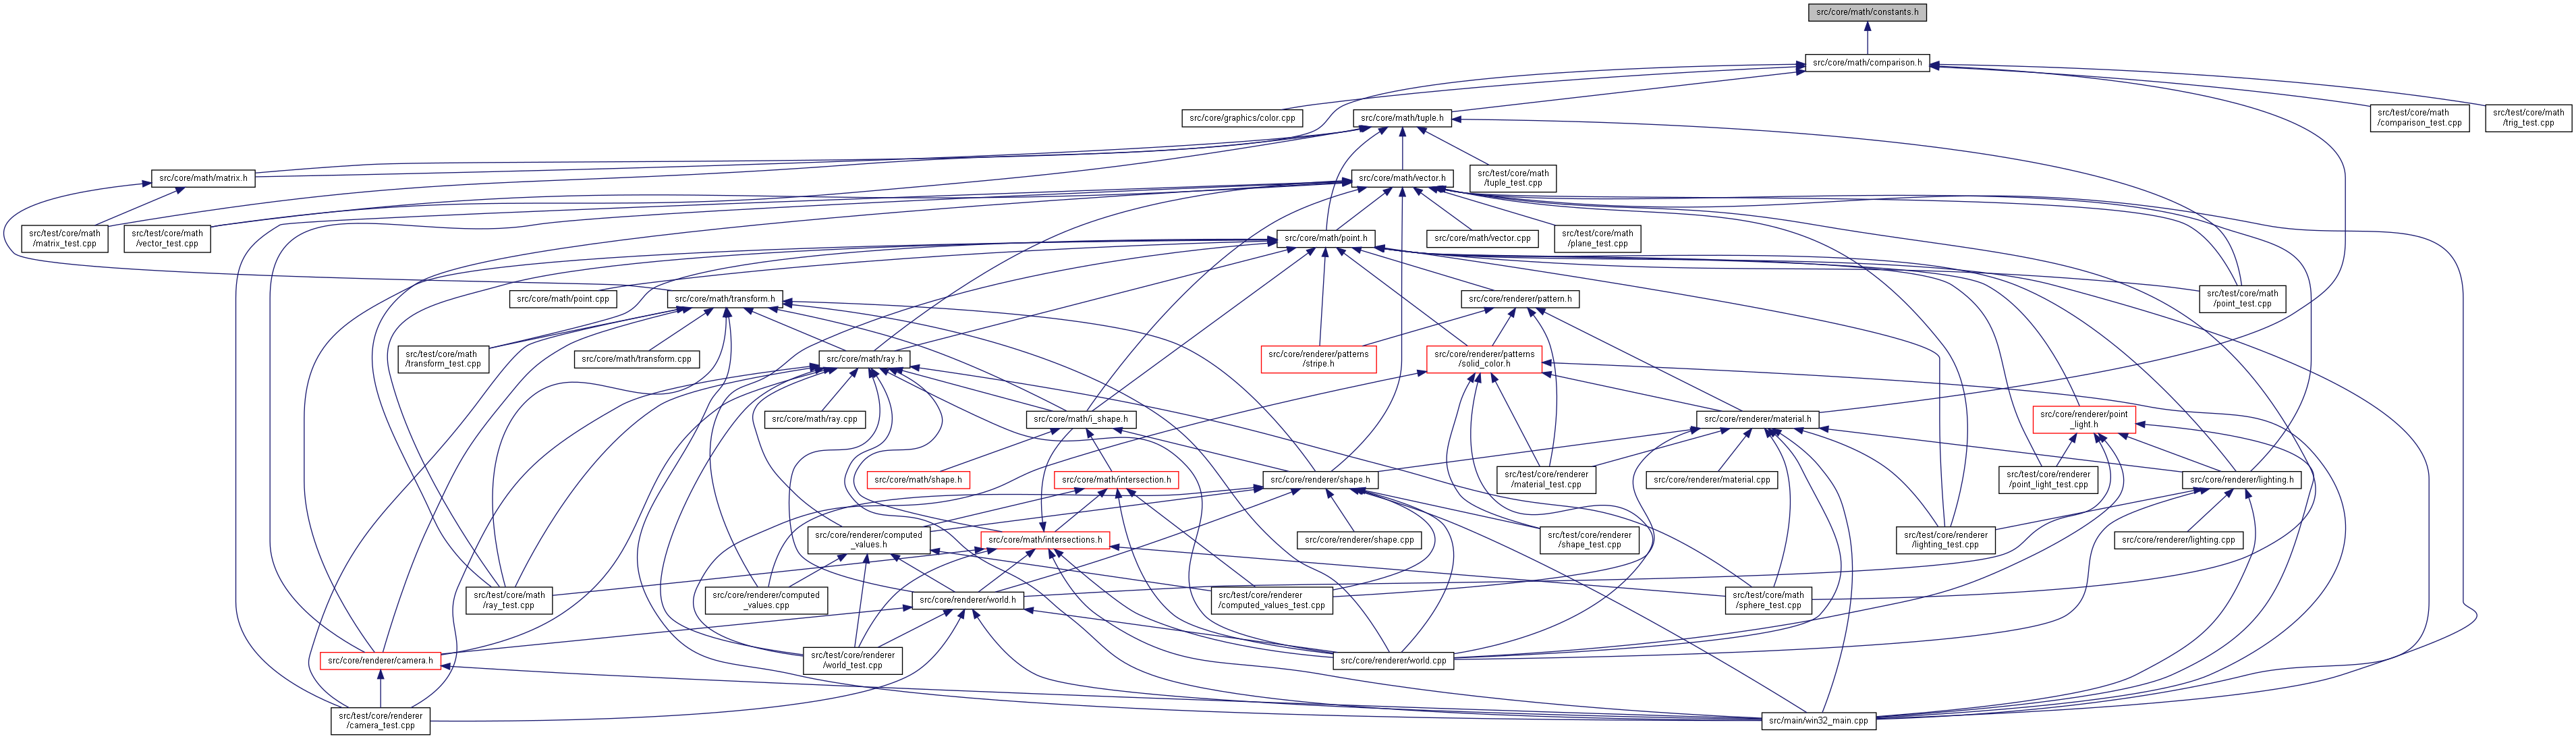 src/core/math/constants.h
src/core/math/comparison.h
src/core/graphics/color.cpp
src/core/math/tuple.h
src/test/core/math
/comparison_test.cpp
src/test/core/math
/trig_test.cpp
src/core/math/matrix.h
src/core/math/vector.h
src/test/core/math
/tuple_test.cpp
src/test/core/math
/matrix_test.cpp
src/test/core/math
/vector_test.cpp
src/core/math/point.h
src/core/math/vector.cpp
src/test/core/math
/plane_test.cpp
src/core/math/point.cpp
src/core/math/transform.h
src/core/renderer/pattern.h
src/test/core/math
/point_test.cpp
src/test/core/math
/transform_test.cpp
src/core/math/transform.cpp
src/core/math/ray.h
src/core/renderer/patterns
/stripe.h
src/core/renderer/patterns
/solid_color.h
src/core/math/ray.cpp
src/core/math/i_shape.h
src/core/renderer/material.h
src/core/renderer/point
_light.h
src/core/math/shape.h
src/core/math/intersection.h
src/core/renderer/shape.h
src/test/core/renderer
/material_test.cpp
src/core/renderer/material.cpp
src/test/core/renderer
/point_light_test.cpp
src/core/renderer/lighting.h
src/core/renderer/computed
_values.h
src/core/math/intersections.h
src/core/renderer/shape.cpp
src/test/core/renderer
/shape_test.cpp
src/test/core/renderer
/lighting_test.cpp
src/core/renderer/lighting.cpp
src/test/core/math
/ray_test.cpp
src/core/renderer/computed
_values.cpp
src/core/renderer/world.h
src/test/core/renderer
/computed_values_test.cpp
src/test/core/math
/sphere_test.cpp
src/core/renderer/camera.h
src/test/core/renderer
/world_test.cpp
src/core/renderer/world.cpp
src/test/core/renderer
/camera_test.cpp
src/main/win32_main.cpp